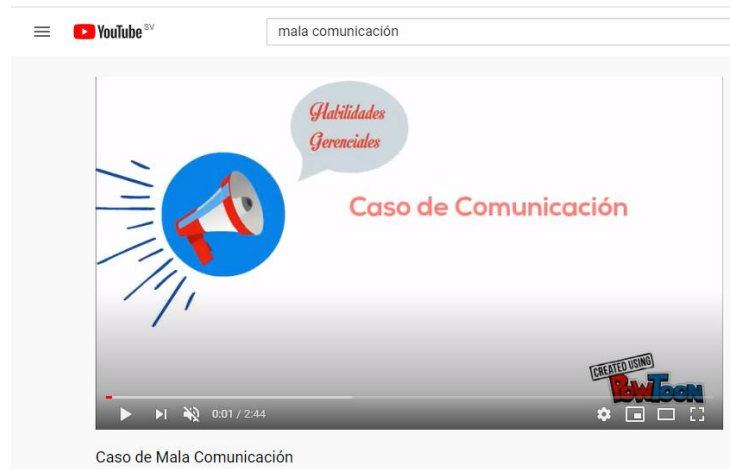 YouTube SV
mala comunicación
Habilidades
Gerenciales
Caso de Comunicación
CREATED USING
POWTOON
0:01 / 2:44
Caso de Mala Comunicación